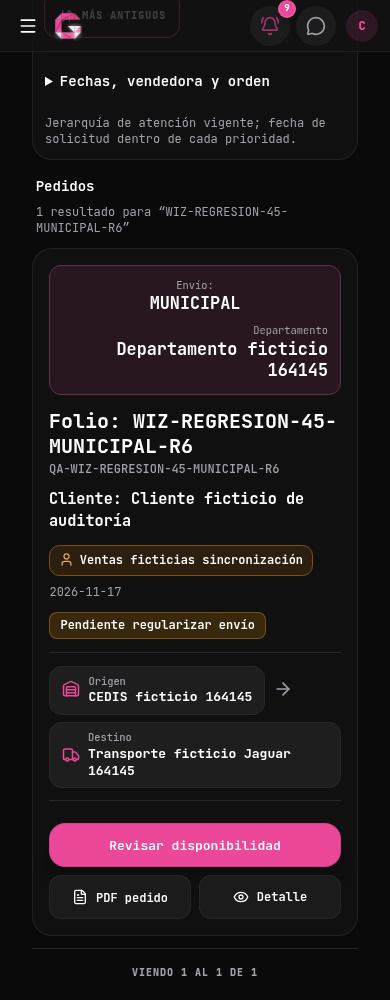 MÁS ANTIGUOS
9
C
▶ Fechas, vendedora y orden
Jerarquía de atención vigente; fecha de
solicitud dentro de cada prioridad.
Pedidos
1 resultado para “WIZ-REGRESION-45-
MUNICIPAL-R6”
Envío:
MUNICIPAL
Departamento
Departamento ficticio
164145
Folio: WIZ-REGRESION-45-
MUNICIPAL-R6
QA-WIZ-REGRESION-45-MUNICIPAL-R6
Cliente: Cliente ficticio de
auditoría
Ventas ficticias sincronización
2026-11-17
Pendiente regularizar envío
Origen
CEDIS ficticio 164145
Destino
Transporte ficticio Jaguar
164145
Revisar disponibilidad
PDF pedido
Detalle
VIENDO 1 AL 1 DE 1